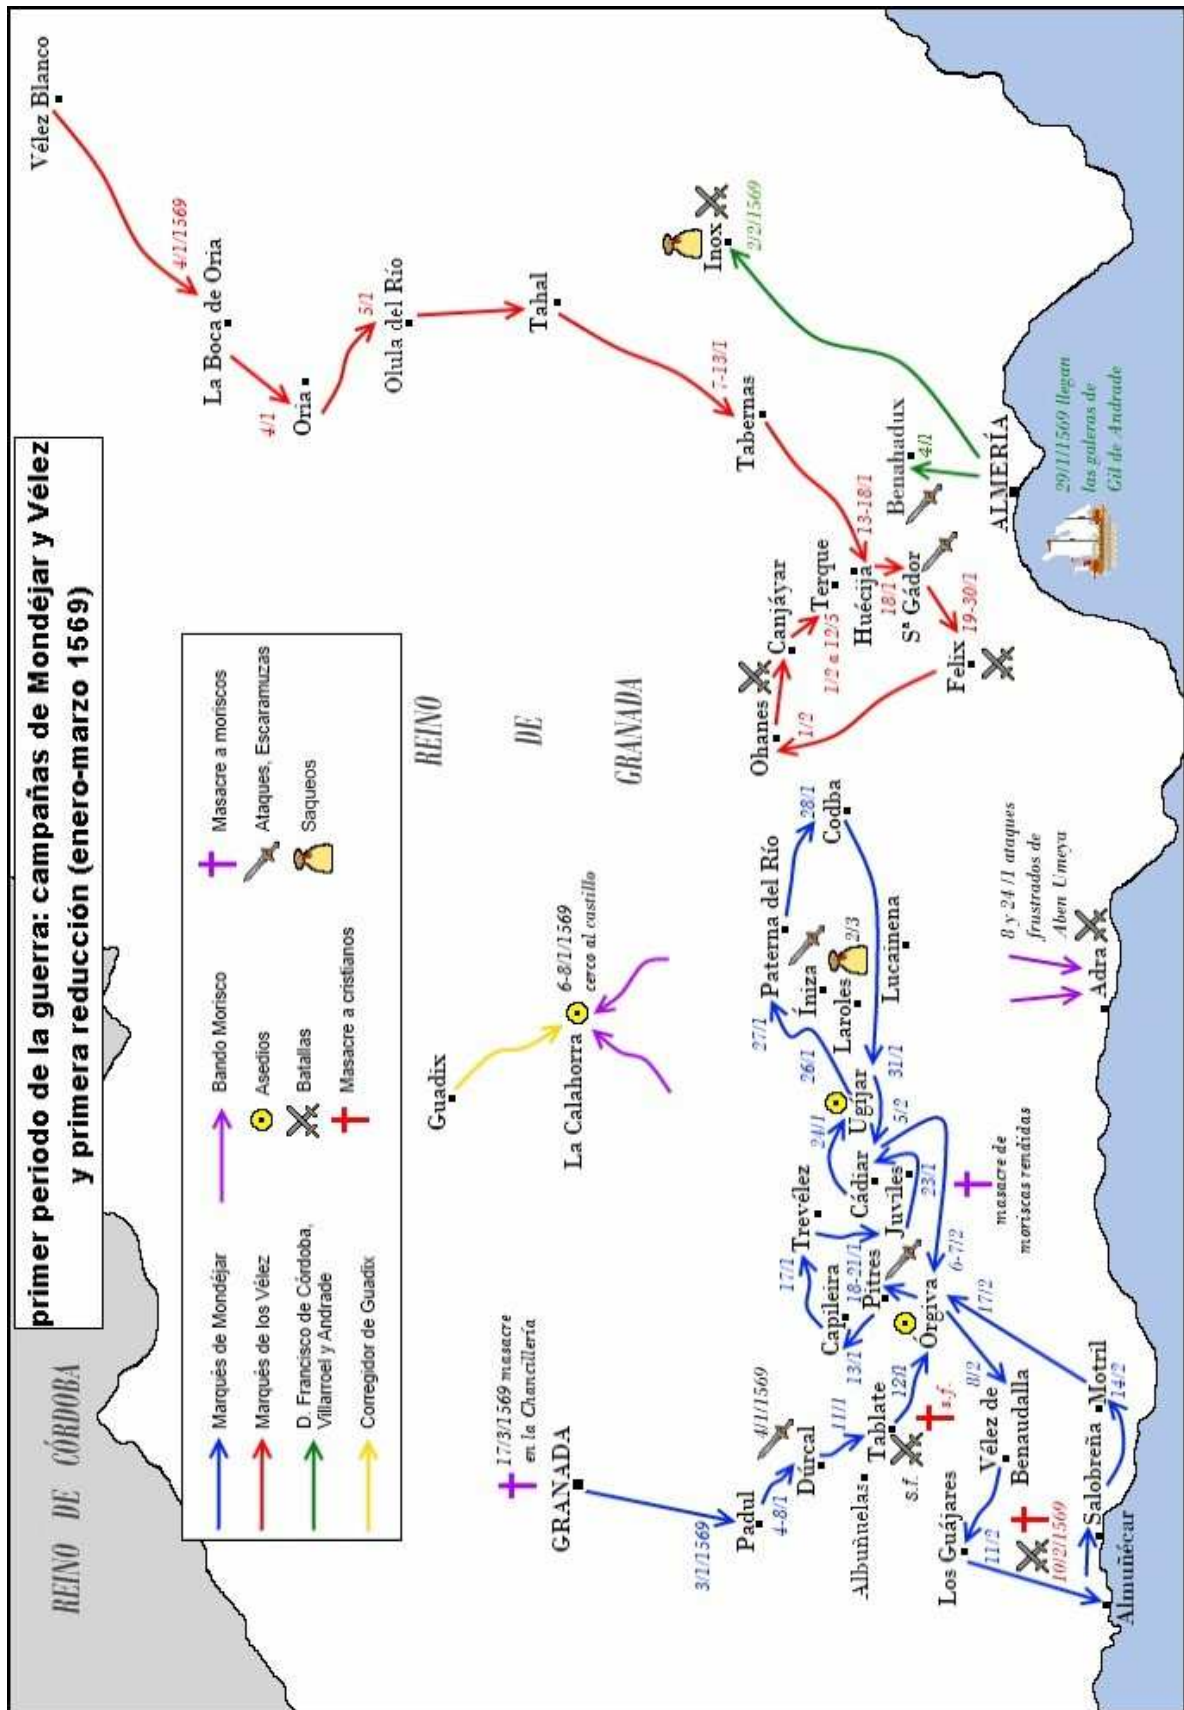 primer periodo de la guerra: campañas de Mondéjar y Vélez
y primera reducción (enero-marzo 1569)
REINO DE CÓRDOBA
Marqués de Mondéjar
Marqués de los Vélez
D. Francisco de Córdoba,
Villarroel y Andrade
Corregidor de Guadix
Bando Morisco
Asedios
Batallas
Masacre a cristianos
Masacre a moriscos
Ataques, Escaramuzas
Saqueos
REINO
DE
GRANADA
Vélez Blanco
4/1/1569
La Boca de Oria
4/1
Oria
5/1
Olula del Río
Tahal
7-13/1
Tabernas
Inox
2/2/1569
Benahadux
4/1
ALMERÍA
29/1/1569 llegan
las galeras de
Gil de Andrade
13-18/1
Huécija
18/1
Sª Gádor
19-30/1
Felix
Terque
Canjáyar
1/2 a 12/3
Ohanes
1/2
Guadix
La Calahorra
6-8/1/1569
cerco al castillo
17/3/1569 masacre
en la Chancillería
GRANADA
3/1/1569
Padul
4-8/1
4/1/1569
Dúrcal
11/1
Albuñuelas
Tablate
s.f.
s.f.
12/1
Órgiva
13/1
Capileira
Pitres
18-21/1
17/1
Trevélez
Juviles
23/1
Cádiar
24/1
Ugíjar
26/1
27/1
Paterna del Río
28/1
Codba
Íniza
Laroles
2/3
Lucainena
31/1
5/2
6-7/2
masacre de
moriscas rendidas
8 y 24/1 ataques
frustrados de
Aben Umeya
Adra
17/2
8/2
Vélez de
Benaudalla
Los Guájares
11/2
10/2/1569
Almuñécar
Salobreña
Motril
14/2